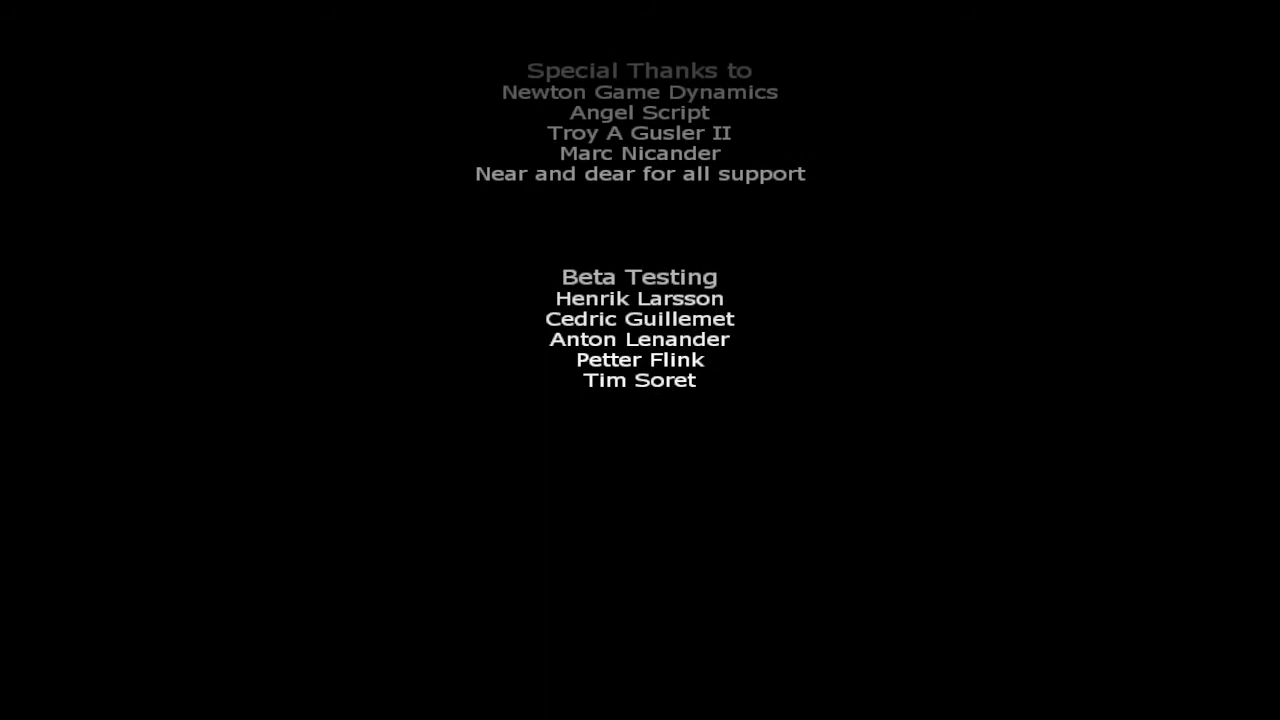 Special Thanks to
Newton Game Dynamics
Angel Script
Troy A Gusler II
Marc Nicander
Near and dear for all support
Beta Testing
Henrik Larsson
Cedric Guillemet
Anton Lenander
Petter Flink
Tim Soret